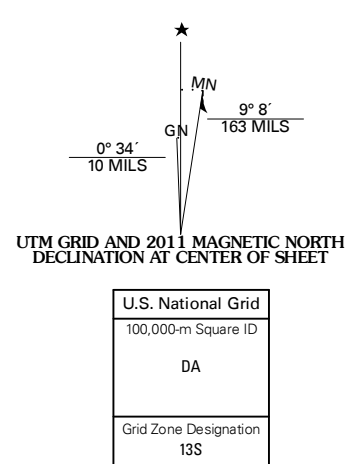 MN
GN
9° 8´
163 MILS
0° 34´
10 MILS
UTM GRID AND 2011 MAGNETIC NORTH
DECLINATION AT CENTER OF SHEET
U.S. National Grid
100,000-m Square ID
DA
Grid Zone Designation
13S